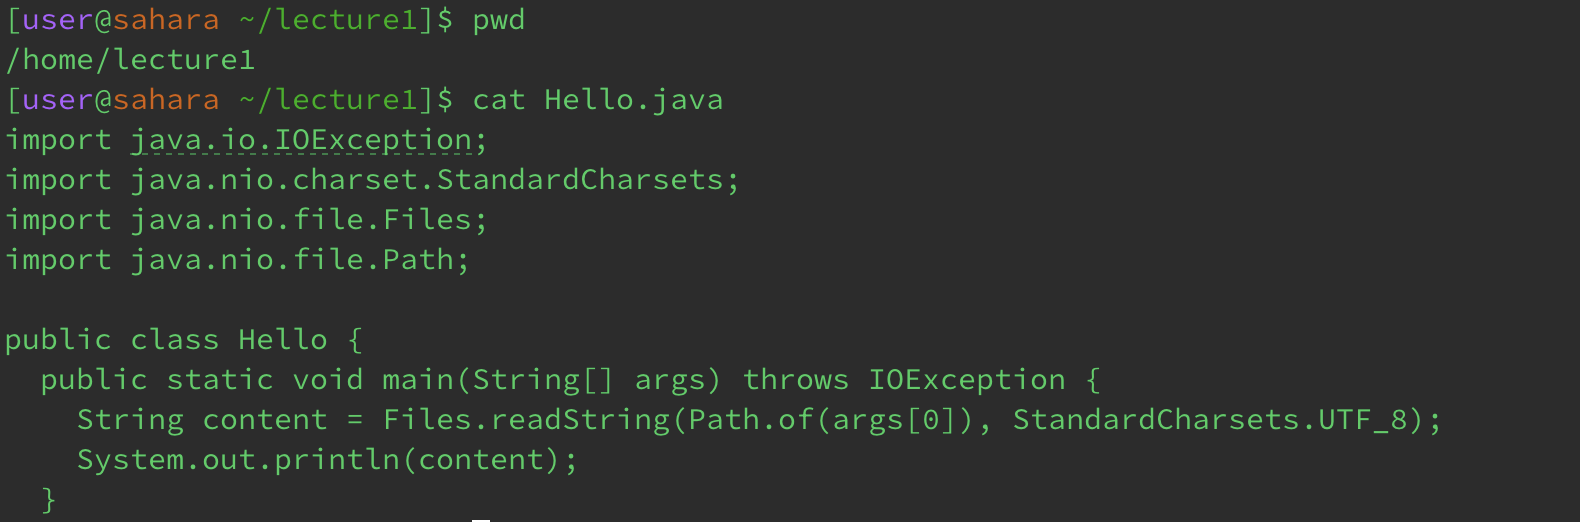 [user@sahara ~/lecture1]$ pwd
/home/lecture1
[user@sahara ~/lecture1]$ cat Hello.java
import java.io.IOException;
import java.nio.charset.StandardCharsets;
import java.nio.file.Files;
import java.nio.file.Path;

public class Hello {
  public static void main(String[] args) throws IOException {
    String content = Files.readString(Path.of(args[0]), StandardCharsets.UTF_8);
    System.out.println(content);
  }